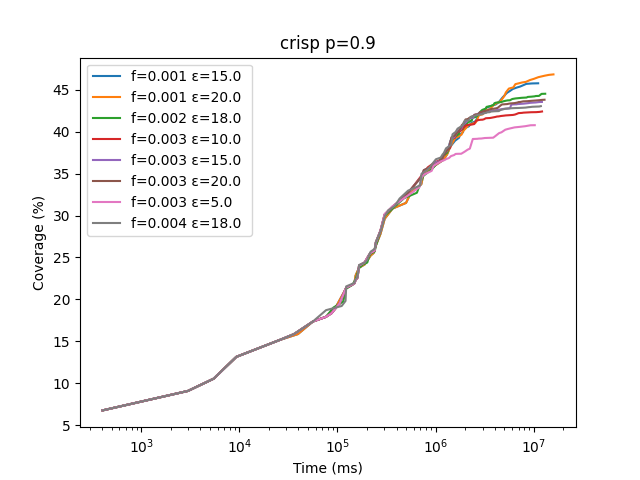 crisp p=0.9
f=0.001 ε=15.0
f=0.001 ε=20.0
f=0.002 ε=18.0
f=0.003 ε=10.0
f=0.003 ε=15.0
f=0.003 ε=20.0
f=0.003 ε=5.0
f=0.004 ε=18.0
Coverage (%)
45
40
35
30
25
20
15
10
5
10³ 10⁴ 10⁵ 10⁶ 10⁷
Time (ms)